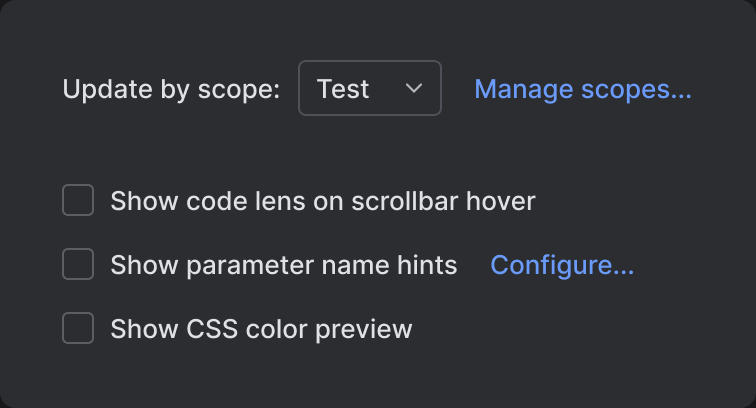 Update by scope: Test Manage scopes...
Show code lens on scrollbar hover
Show parameter name hints Configure...
Show CSS color preview